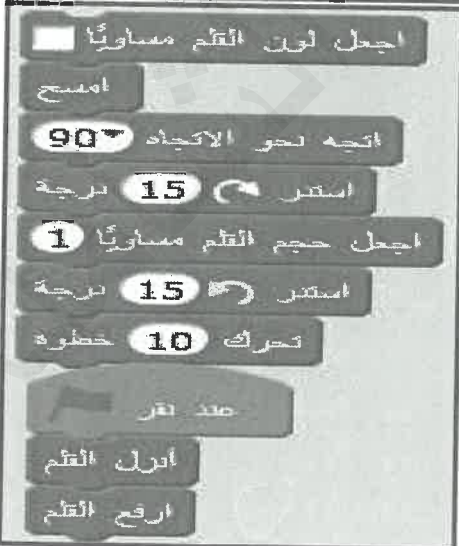 اجعل لون القلم مساويًا
امسح
اتجه نحو الاتجاه 90
استدر 15 درجة
اجعل حجم القلم مساويًا 1
استدر 15 درجة
تحرك 10 خطوة
عند نقر
أنزل القلم
ارفع القلم